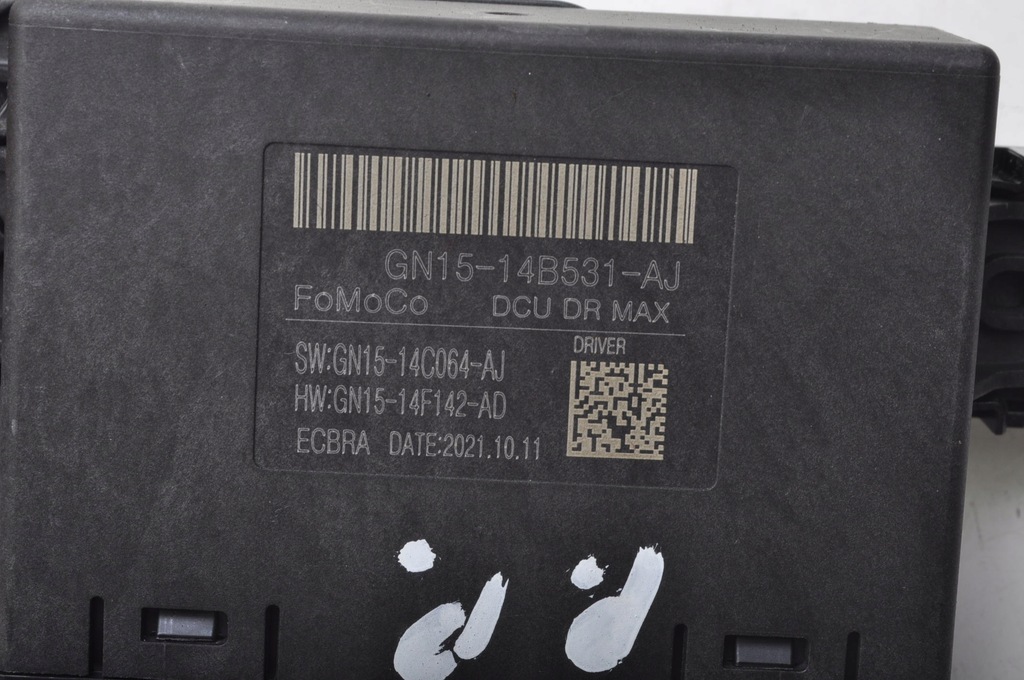 GN15-14B531-AJ
FoMoCo DCU DR MAX
SW:GN15-14C064-AJ
DRIVER
HW:GN15-14F142-AD
ECBRA DATE:2021.10.11